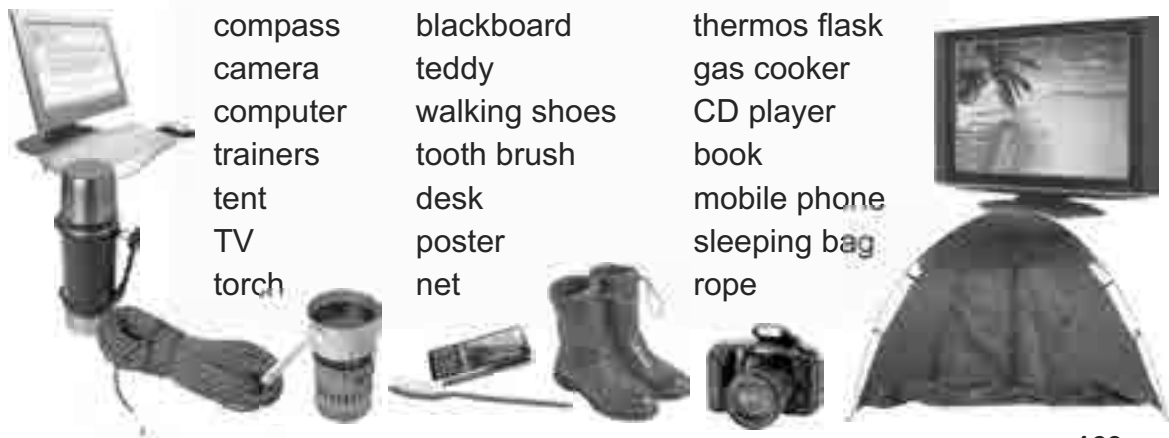 compass blackboard thermos flask
camera teddy gas cooker
computer walking shoes CD player
trainers tooth brush book
tent desk mobile phone
TV poster sleeping bag
torch net rope